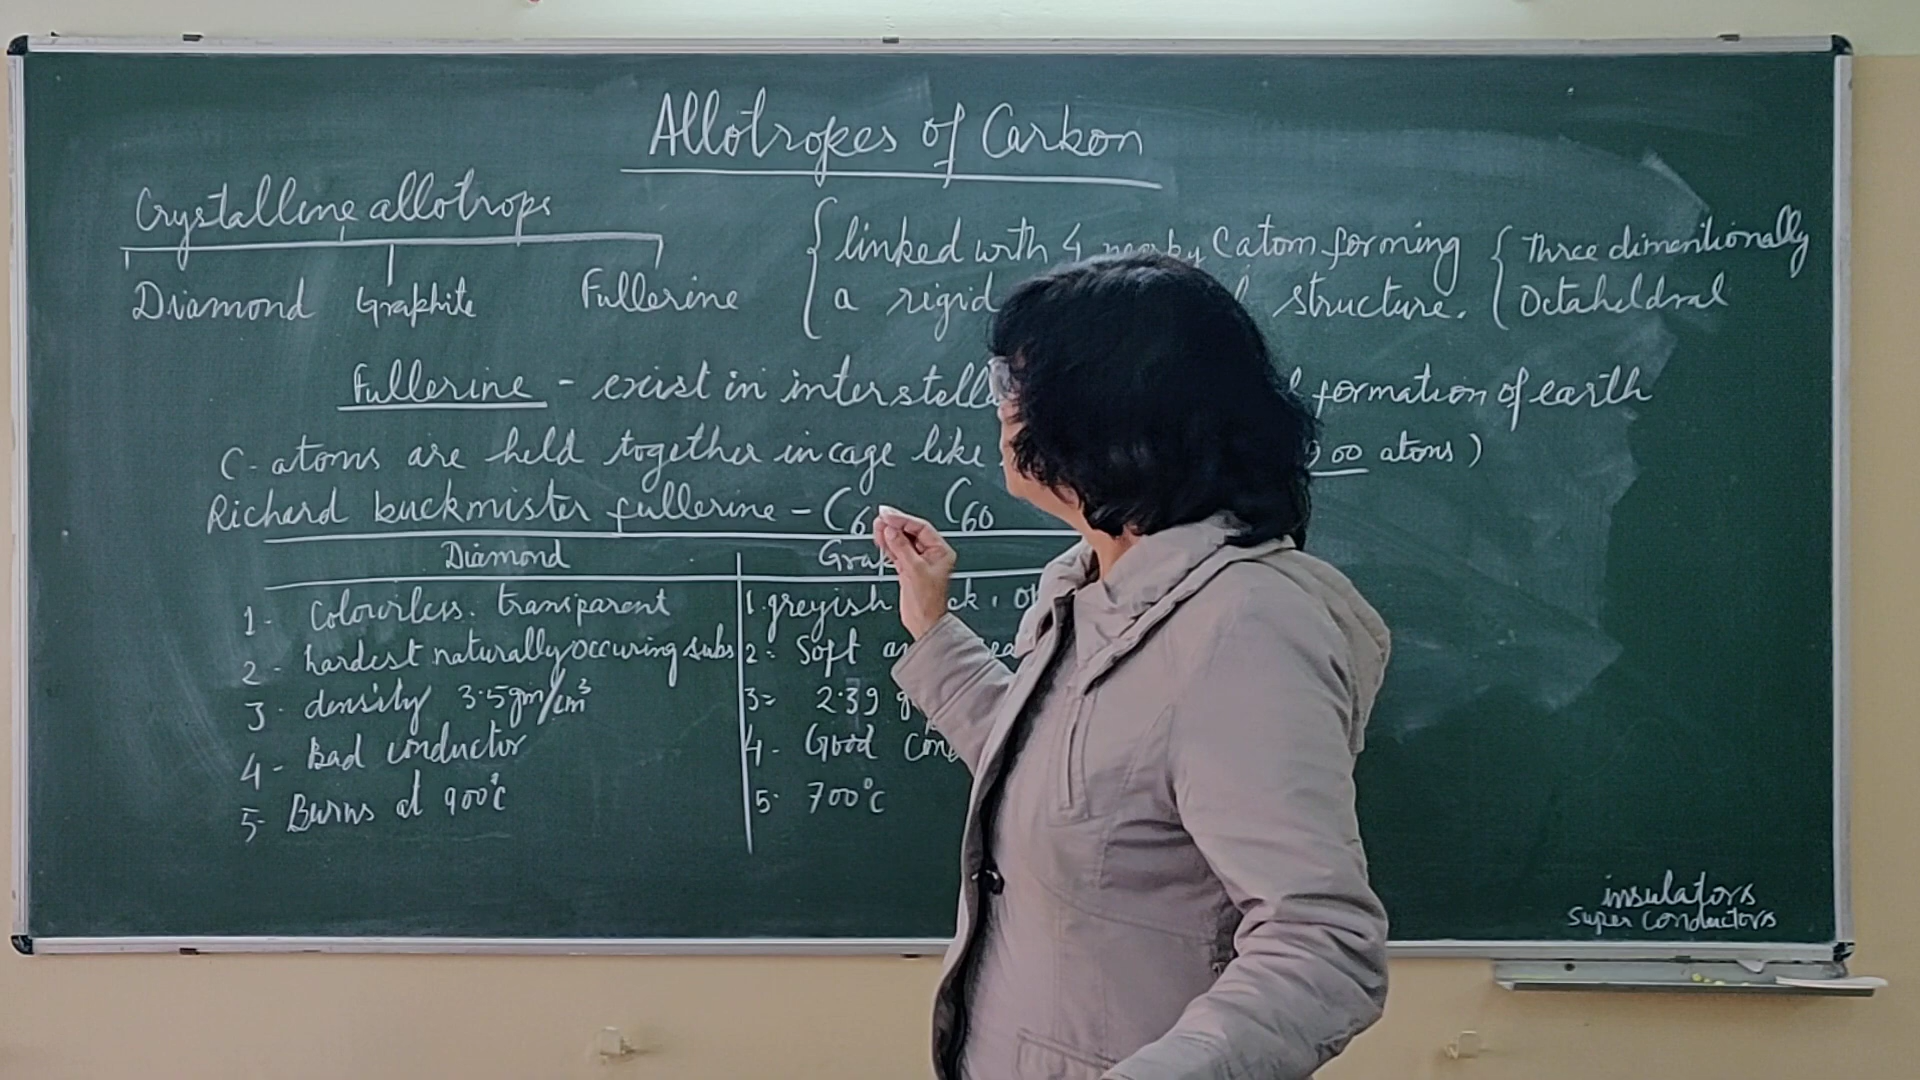 Allotropes of Carbon
Crystalline allotrops
Diamond Graphite Fullerine
linked with 4 C atom forming
a rigid structure.
Three dimentionally
Octaheldral
Fullerine - exist in formation of earth
C-atoms are held together in cage like 00 atoms)
Richard buckmister fullerine - C60
Diamond
1- Colourless. transparent
2- hardest naturally occuring subs
3- density 3.5gm/cm³
4- Bad conductor
5- Burns at 900°C
1. greyish
2- Soft
3- 2.39
4- Good
5- 700°C
insulators
Super Conductors